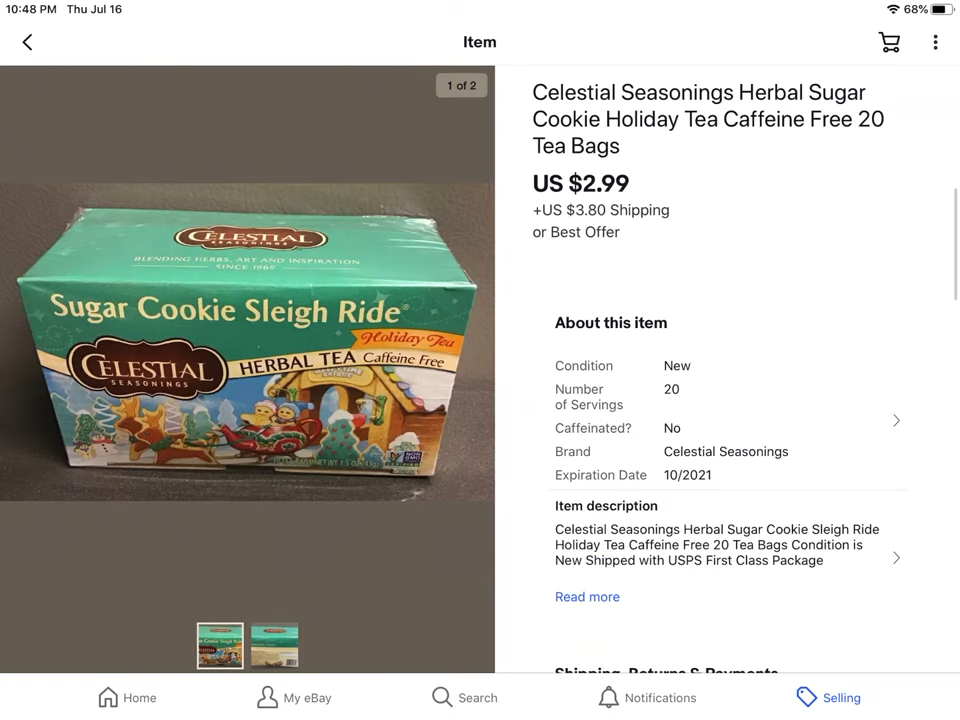 10:48 PM Thu Jul 16
68%
Item
1 of 2
CELESTIAL
SEASONINGS
BLENDING HERBS, ART AND INSPIRATION
SINCE 1969
Sugar Cookie Sleigh Ride®
Holiday Tea
CELESTIAL
SEASONINGS
HERBAL TEA Caffeine Free
NON
GMO
Celestial Seasonings Herbal Sugar
Cookie Holiday Tea Caffeine Free 20
Tea Bags
US $2.99
+US $3.80 Shipping
or Best Offer
About this item
Condition New
Number
of Servings 20
Caffeinated? No
Brand Celestial Seasonings
Expiration Date 10/2021
Item description
Celestial Seasonings Herbal Sugar Cookie Sleigh Ride
Holiday Tea Caffeine Free 20 Tea Bags Condition is
New Shipped with USPS First Class Package
Read more
Shipping, Returns & Payments
Home
My eBay
Search
Notifications
Selling